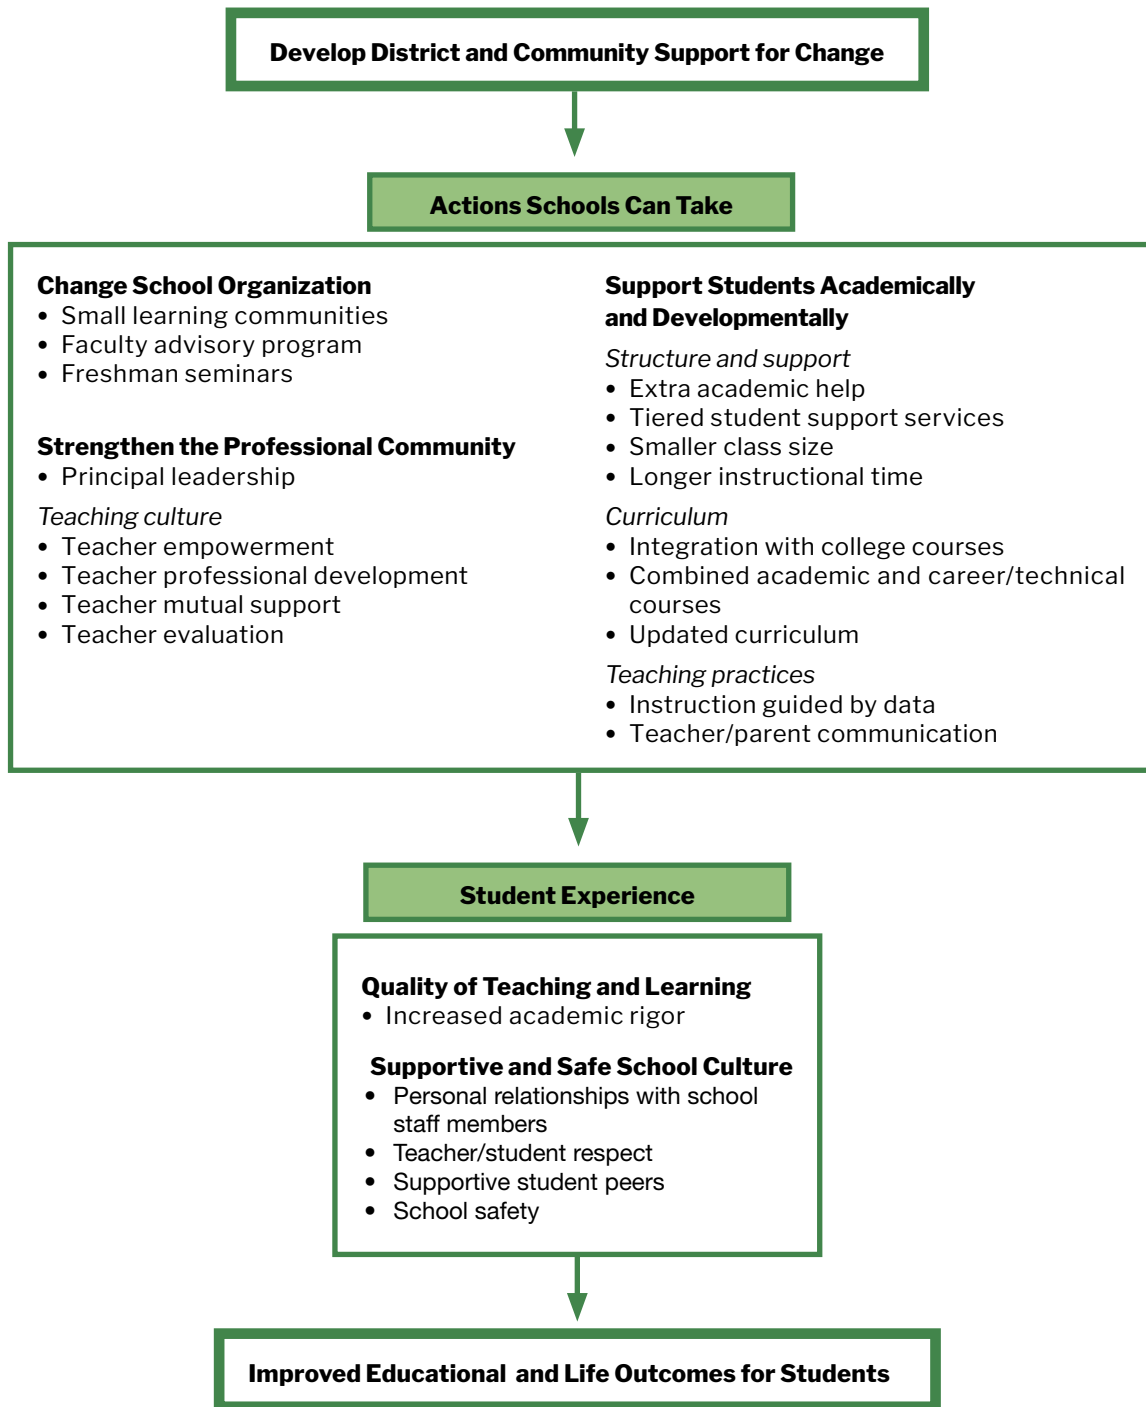 Develop District and Community Support for Change
Actions Schools Can Take
Change School Organization
• Small learning communities
• Faculty advisory program
• Freshman seminars
Strengthen the Professional Community
• Principal leadership
Teaching culture
• Teacher empowerment
• Teacher professional development
• Teacher mutual support
• Teacher evaluation
Support Students Academically
and Developmentally
Structure and support
• Extra academic help
• Tiered student support services
• Smaller class size
• Longer instructional time
Curriculum
• Integration with college courses
• Combined academic and career/technical
courses
• Updated curriculum
Teaching practices
• Instruction guided by data
• Teacher/parent communication
Student Experience
Quality of Teaching and Learning
• Increased academic rigor
Supportive and Safe School Culture
• Personal relationships with school
staff members
• Teacher/student respect
• Supportive student peers
• School safety
Improved Educational and Life Outcomes for Students